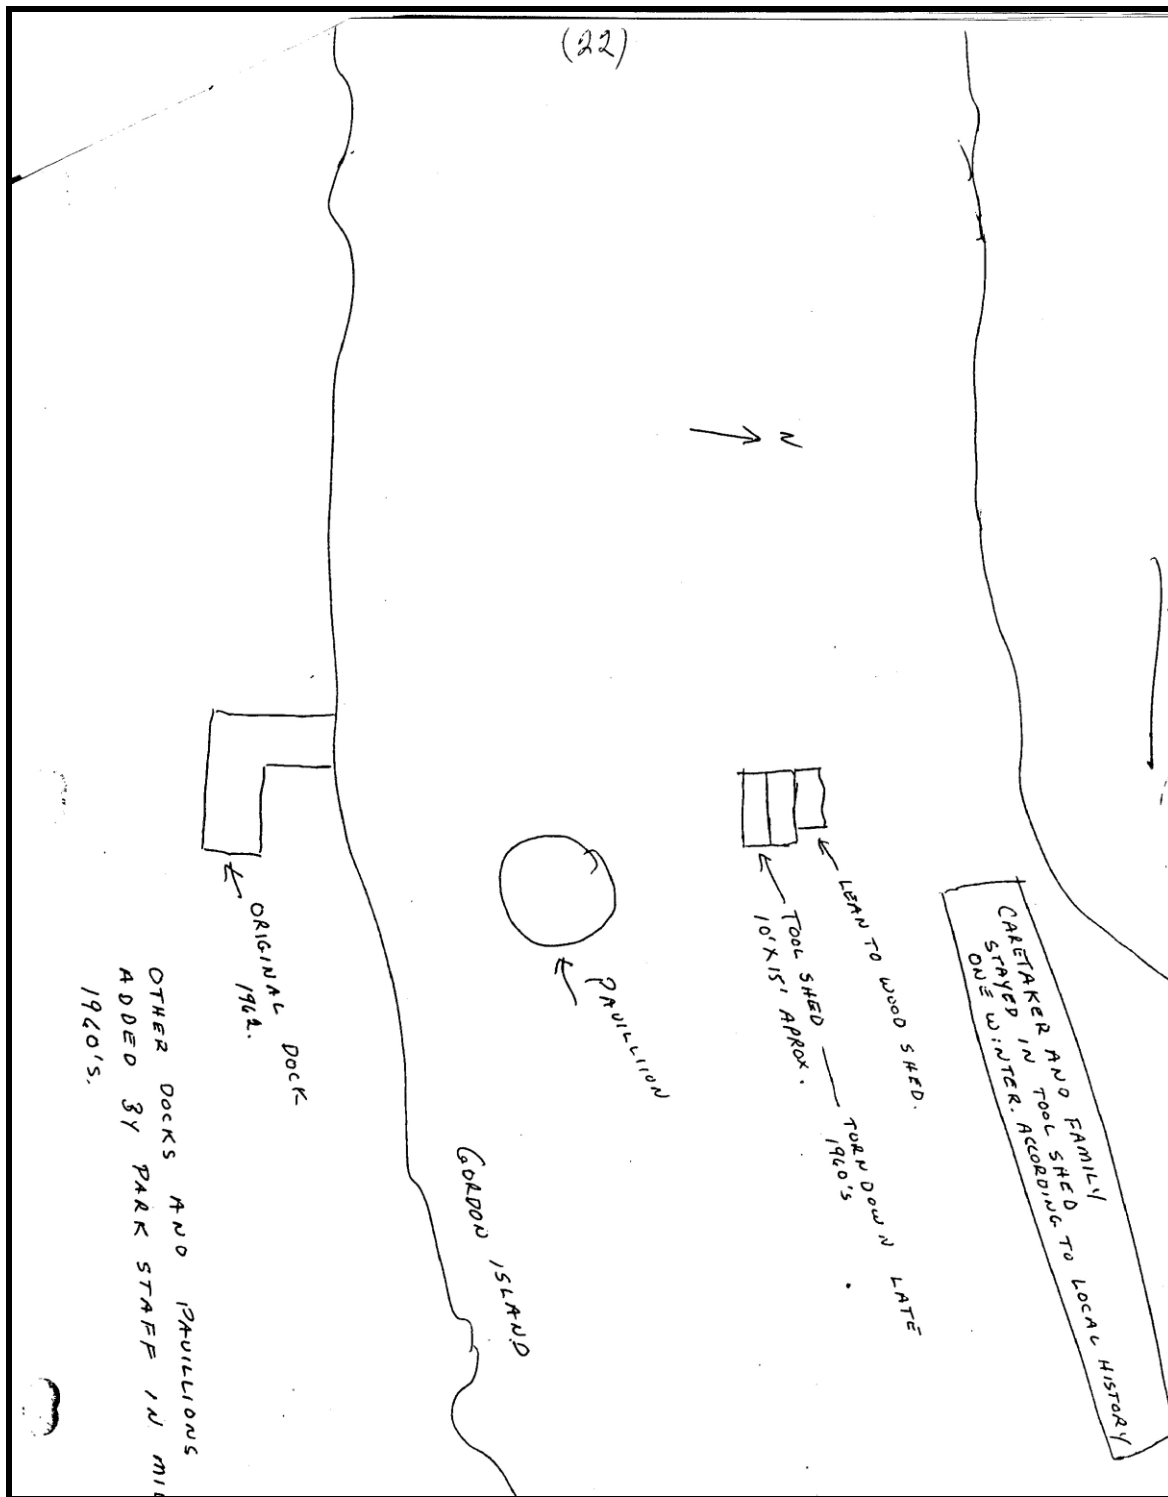 (22)
N
CARETAKER AND FAMILY
STAYED IN TOOL SHED
ONE WINTER. ACCORDING TO LOCAL HISTORY
LEAN TO WOOD SHED.
TOOL SHED — TORN DOWN LATE
10' X 15' APROX. 1960'S
PAVILLION
GORDON ISLAND
ORIGINAL DOCK
1962.
OTHER DOCKS AND PAVILLIONS
ADDED BY PARK STAFF IN
1960'S.